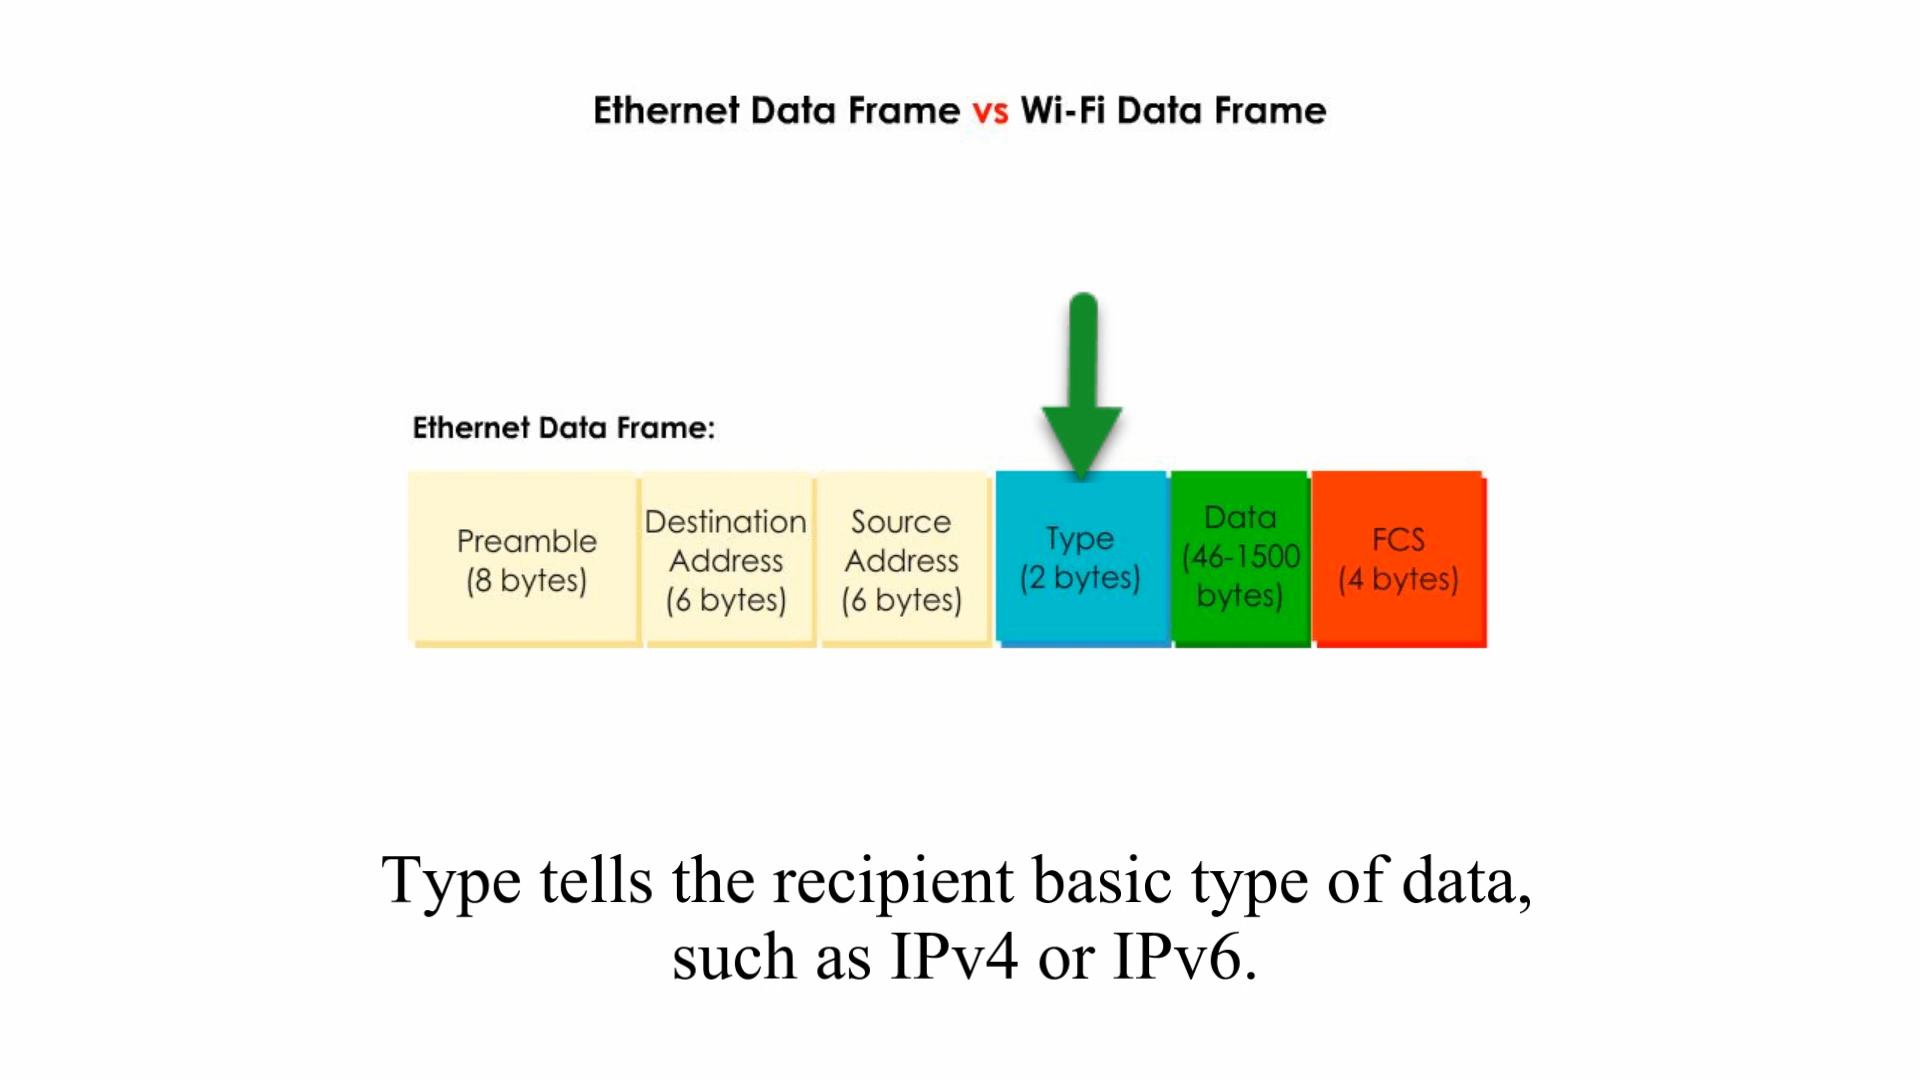 Ethernet Data Frame vs Wi-Fi Data Frame
Ethernet Data Frame:
Preamble
(8 bytes)
Destination
Address
(6 bytes)
Source
Address
(6 bytes)
Type
(2 bytes)
Data
(46-1500
bytes)
FCS
(4 bytes)
Type tells the recipient basic type of data,
such as IPv4 or IPv6.